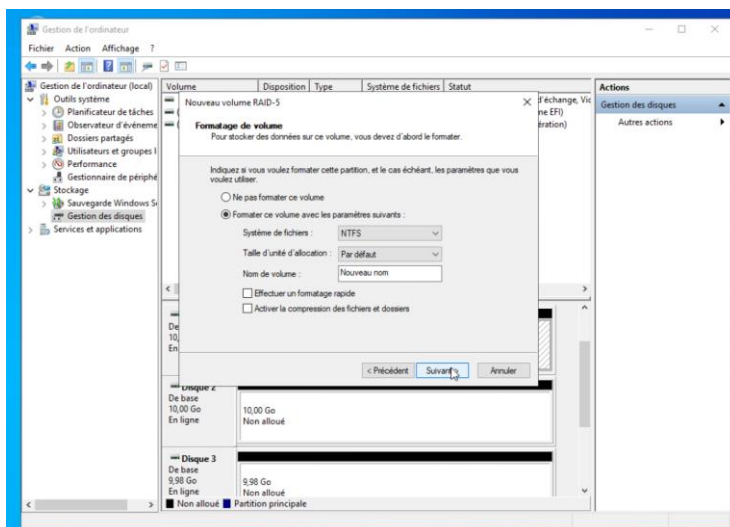 Gestion de l'ordinateur
Fichier Action Affichage ?
Gestion de l'ordinateur (local)
Outils système
Planificateur de tâches
Observateur d'événeme
Dossiers partagés
Utilisateurs et groupes l
Performance
Gestionnaire de périphé
Stockage
Sauvegarde Windows S
Gestion des disques
Services et applications
Volume Disposition Type Système de fichiers Statut
d'échange, Vic
ne EFI)
ération)
Nouveau volume RAID-5
Formatage de volume
Pour stocker des données sur ce volume, vous devez d'abord le formater.
Indiquez si vous voulez formater cette partition, et le cas échéant, les paramètres que vous
voulez utiliser.
Ne pas formater ce volume
Formater ce volume avec les paramètres suivants :
Système de fichiers : NTFS
Taille d'unité d'allocation : Par défaut
Nom de volume : Nouveau nom
Effectuer un formatage rapide
Activer la compression des fichiers et dossiers
< Précédent Suivant > Annuler
De
10,
En
Disque 2
De base
10,00 Go
En ligne
10,00 Go
Non alloué
Disque 3
De base
9,98 Go
En ligne
9,98 Go
Non alloué
Non alloué Partition principale
Actions
Gestion des disques
Autres actions